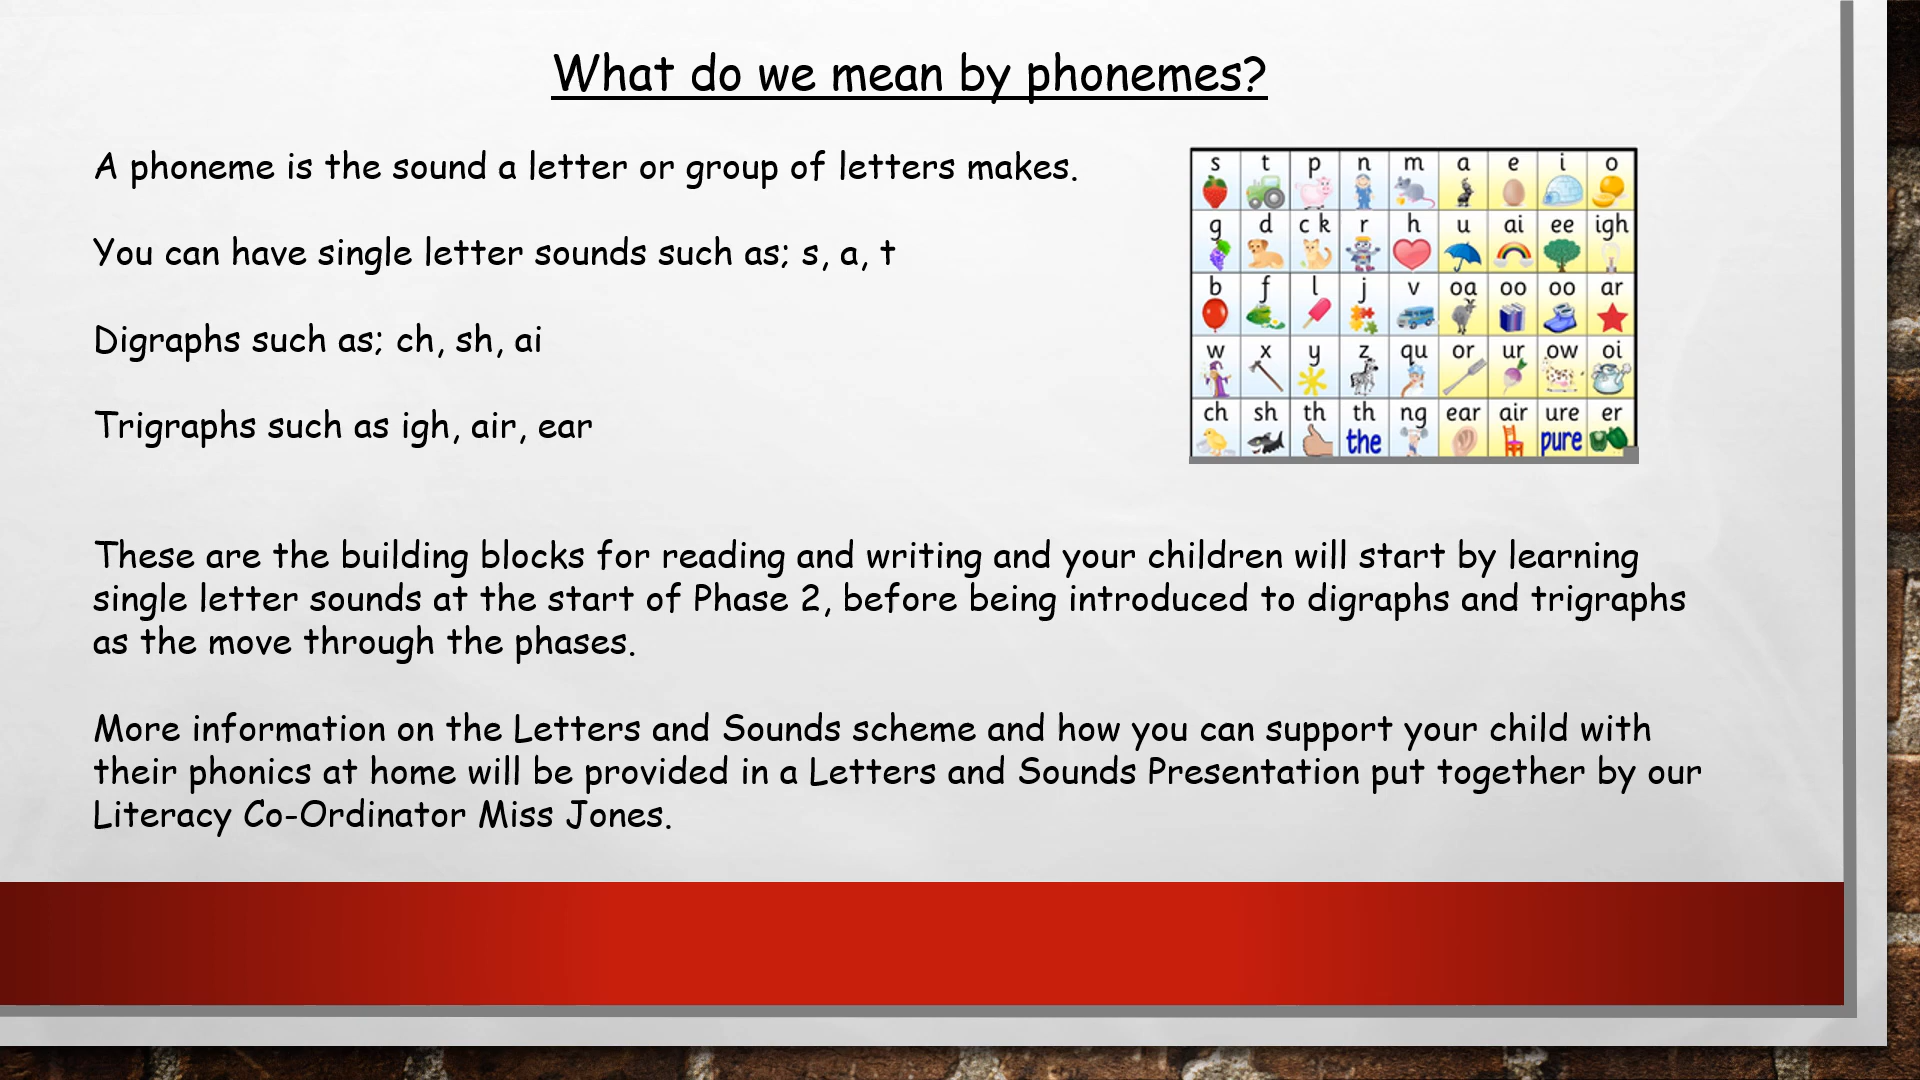 What do we mean by phonemes?
A phoneme is the sound a letter or group of letters makes.
You can have single letter sounds such as; s, a, t
Digraphs such as; ch, sh, ai
Trigraphs such as igh, air, ear
s t p n m a e i o
g d c k r h u ai ee igh
b f l j v oa oo oo ar
w x y z qu or ur ow oi
ch sh th th ng ear air ure er
the pure
These are the building blocks for reading and writing and your children will start by learning
single letter sounds at the start of Phase 2, before being introduced to digraphs and trigraphs
as the move through the phases.
More information on the Letters and Sounds scheme and how you can support your child with
their phonics at home will be provided in a Letters and Sounds Presentation put together by our
Literacy Co-Ordinator Miss Jones.